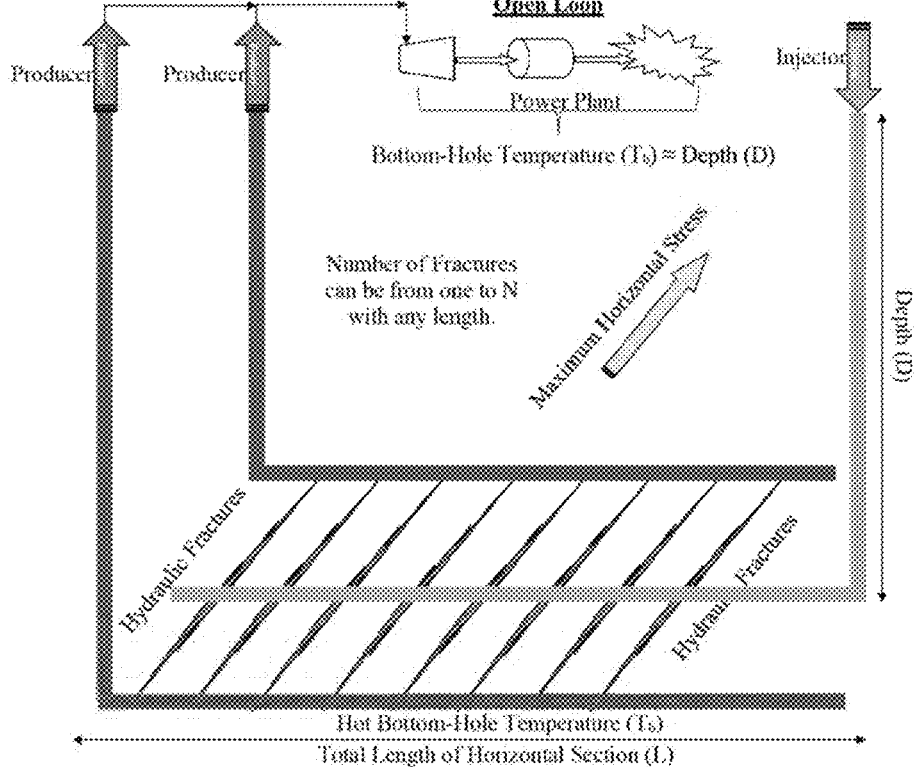 Open Loop
Producer
Producer
Injector
Power Plant
Bottom-Hole Temperature (Tₕ) ≈ Depth (D)
Number of Fractures
can be from one to N
with any length.
Maximum Horizontal Stress
Depth (D)
Hydraulic Fractures
Hydraulic Fractures
Hot Bottom-Hole Temperature (Tₕ)
Total Length of Horizontal Section (L)